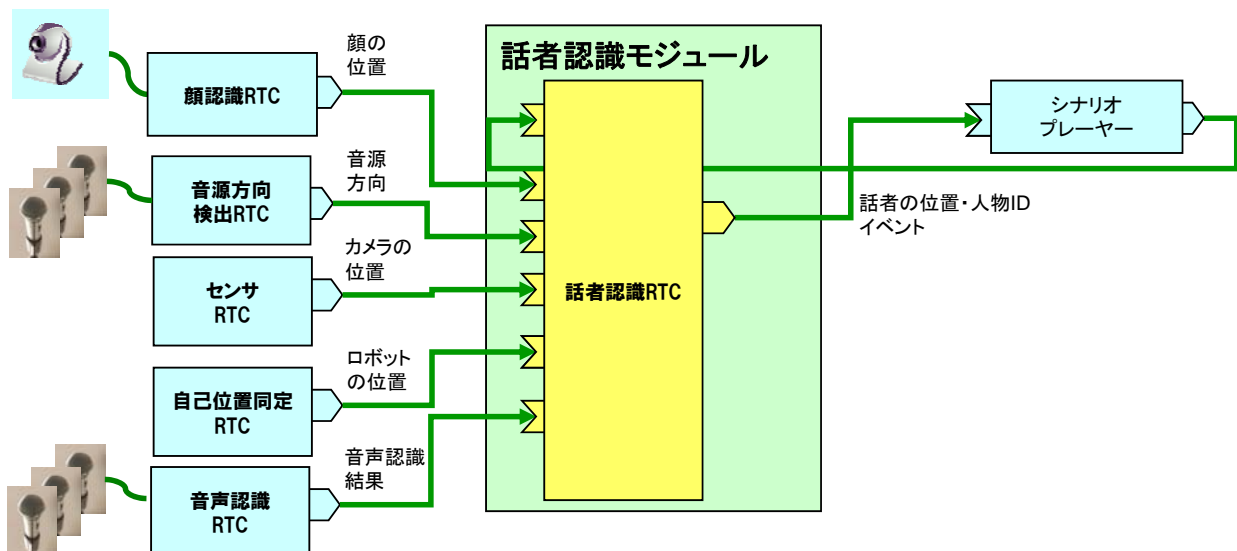 顔認識RTC
顔の
位置
音源方向
検出RTC
音源
方向
センサ
RTC
カメラの
位置
自己位置同定
RTC
ロボット
の位置
音声認識
RTC
音声認識
結果
話者認識モジュール
話者認識RTC
話者の位置・人物ID
イベント
シナリオ
プレーヤー